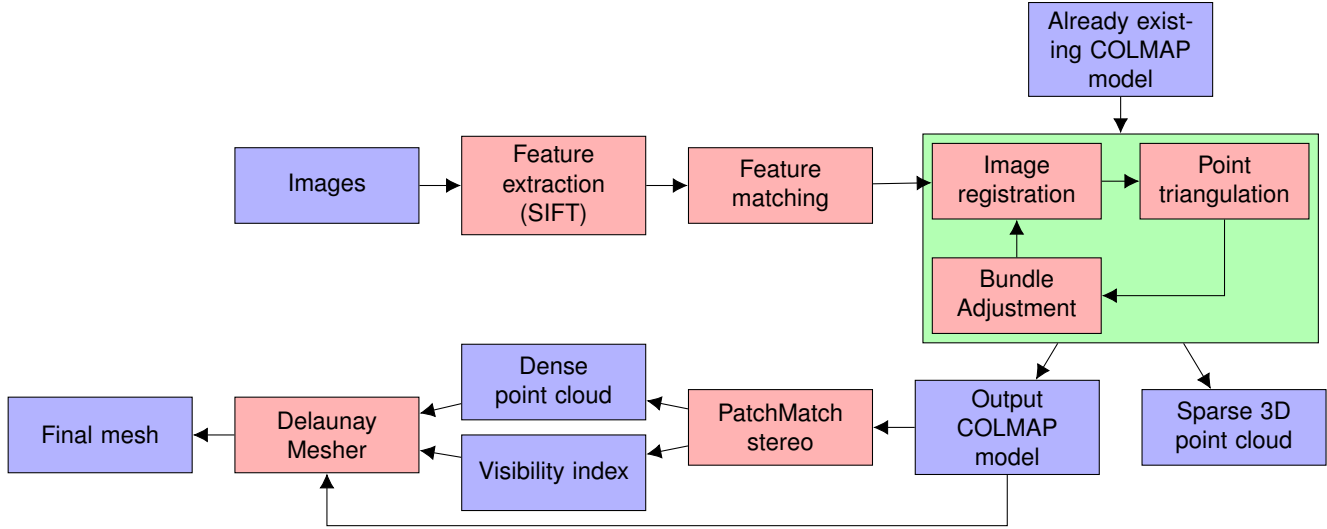 Already exist-
ing COLMAP
model
Images
Feature
extraction
(SIFT)
Feature
matching
Image
registration
Point
triangulation
Bundle
Adjustment
Final mesh
Delaunay
Mesher
Dense
point cloud
Visibility index
PatchMatch
stereo
Output
COLMAP
model
Sparse 3D
point cloud